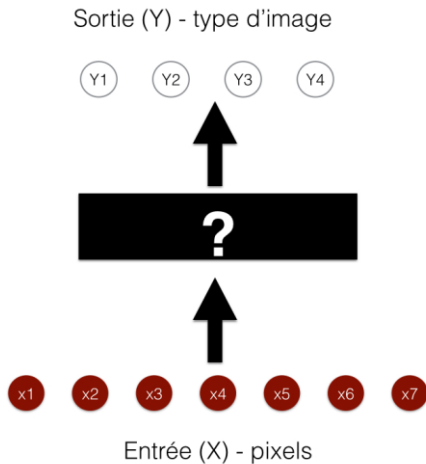 Sortie (Y) - type d'image
Y1 Y2 Y3 Y4
?
x1 x2 x3 x4 x5 x6 x7
Entrée (X) - pixels